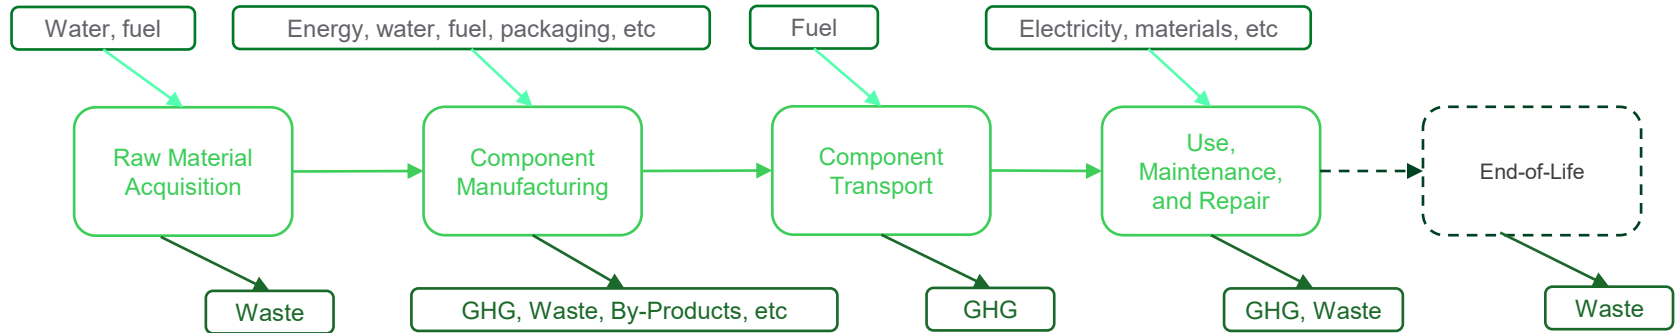 Water, fuel
Energy, water, fuel, packaging, etc
Fuel
Electricity, materials, etc
Raw Material
Acquisition
Component
Manufacturing
Component
Transport
Use,
Maintenance,
and Repair
End-of-Life
Waste
GHG, Waste, By-Products, etc
GHG
GHG, Waste
Waste